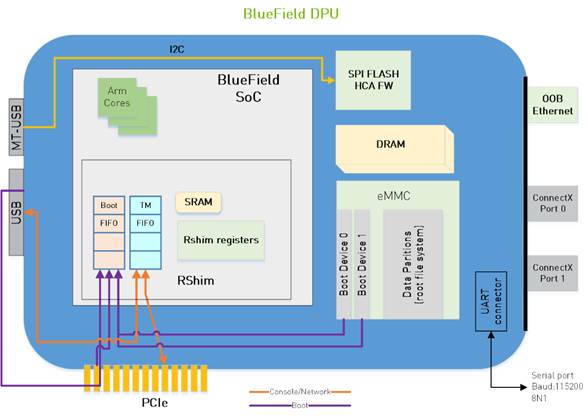 BlueField DPU
I2C
BlueField
SoC
Arm
Cores
SPI FLASH
HCA FW
MT-USB
OOB
Ethernet
DRAM
USB
Boot
FIFO
TM
FIFO
SRAM
Rshim registers
RShim
eMMC
Boot Device 0
Boot Device 1
Data Paritions
(root file system)
ConnectX
Port 0
ConnectX
Port 1
UART
connector
PCIe
Console/Network
Boot
Serial port
Baud:115200
8N1